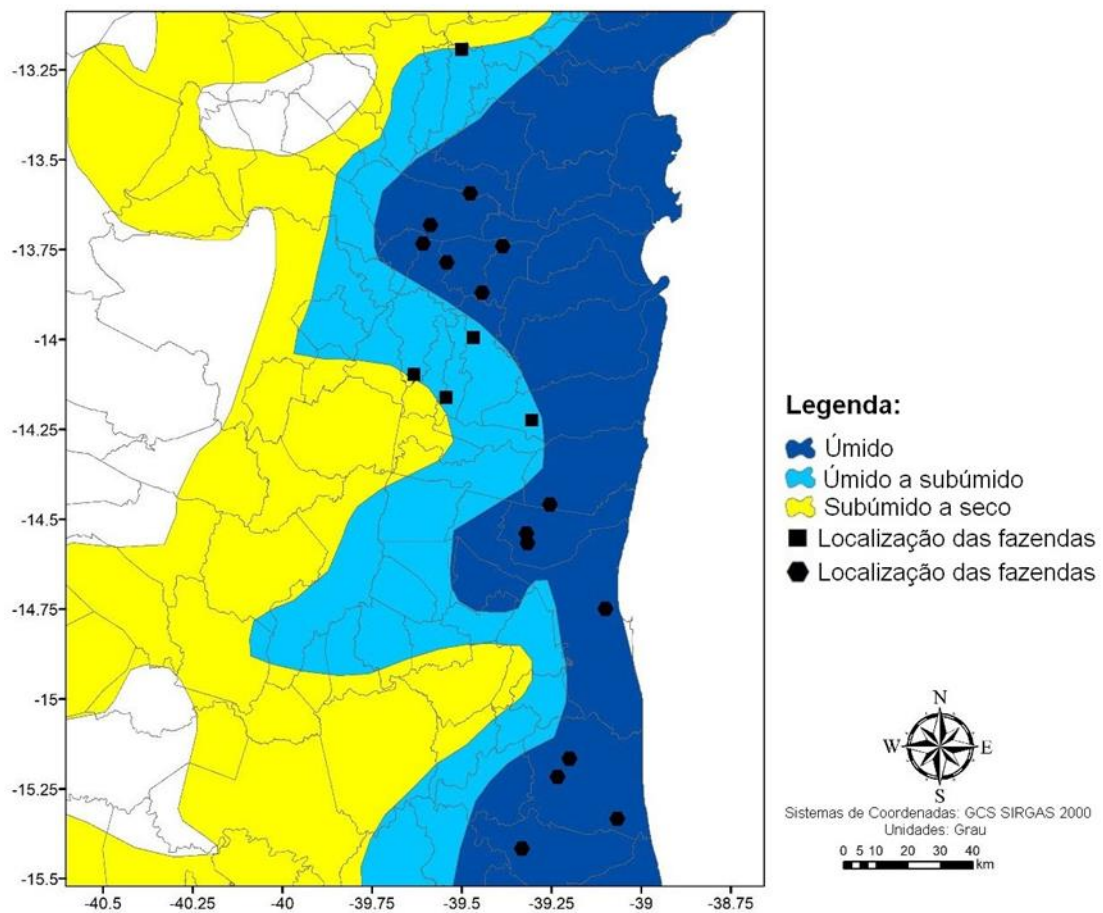 -13.25
-13.5
-13.75
-14
-14.25
-14.5
-14.75
-15
-15.25
-15.5
-40.5 -40.25 -40 -39.75 -39.5 -39.25 -39 -38.75
Legenda:
Úmido
Úmido a subúmido
Subúmido a seco
Localização das fazendas
Localização das fazendas
N
W E
S
Sistemas de Coordenadas: GCS SIRGAS 2000
Unidades: Grau
0 5 10 20 30 40
km